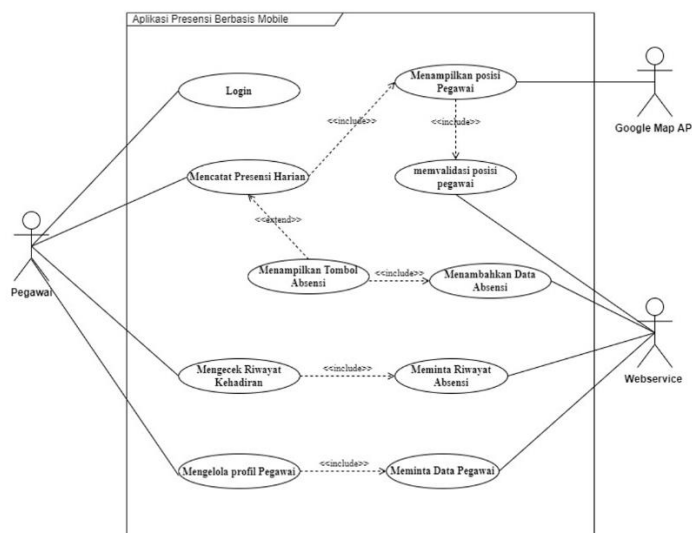 Aplikasi Presensi Berbasis Mobile
Login
Menampilkan posisi
Pegawai
Google Map AP
<<include>>
<<include>>
Mencatat Presensi Harian
memvalidasi posisi
pegawai
<<extend>>
Pegawai
Menampilkan Tombol
Absensi
<<include>>
Menambahkan Data
Absensi
Webservice
Mengecek Riwayat
Kehadiran
<<include>>
Meminta Riwayat
Absensi
Mengelola profil Pegawai
<<include>>
Meminta Data Pegawai